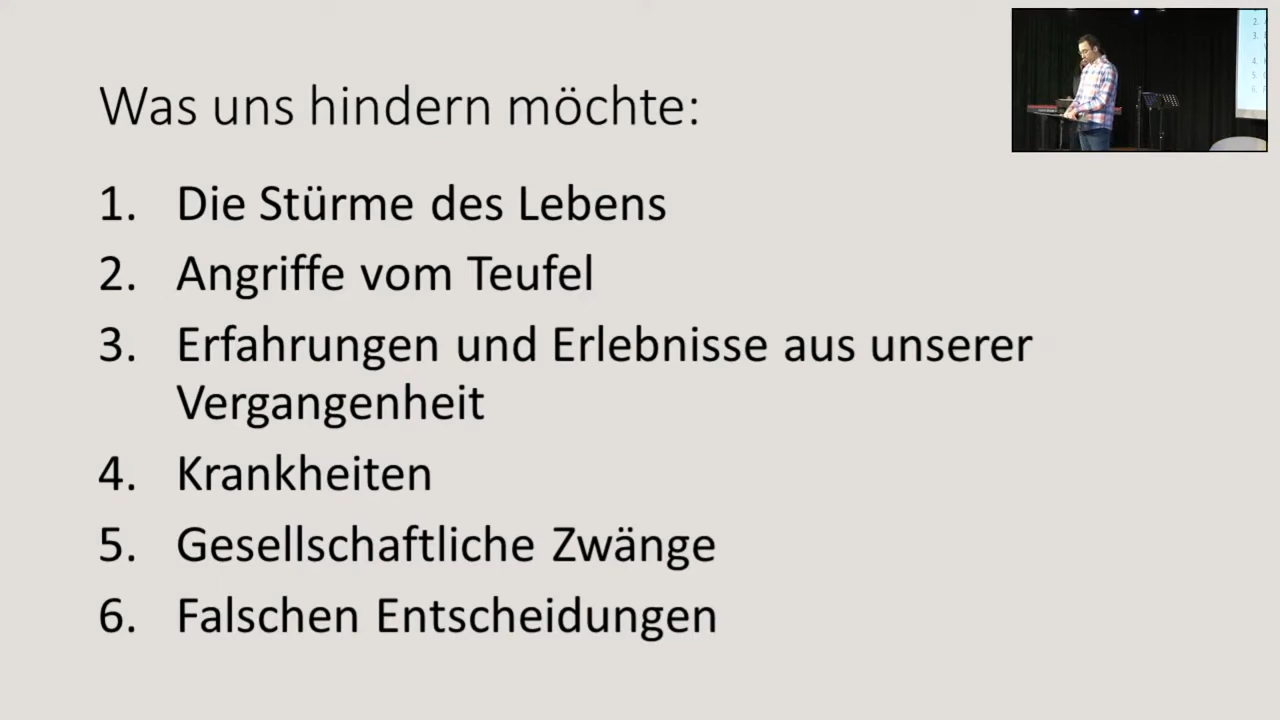 Was uns hindern möchte:
1. Die Stürme des Lebens
2. Angriffe vom Teufel
3. Erfahrungen und Erlebnisse aus unserer
Vergangenheit
4. Krankheiten
5. Gesellschaftliche Zwänge
6. Falschen Entscheidungen